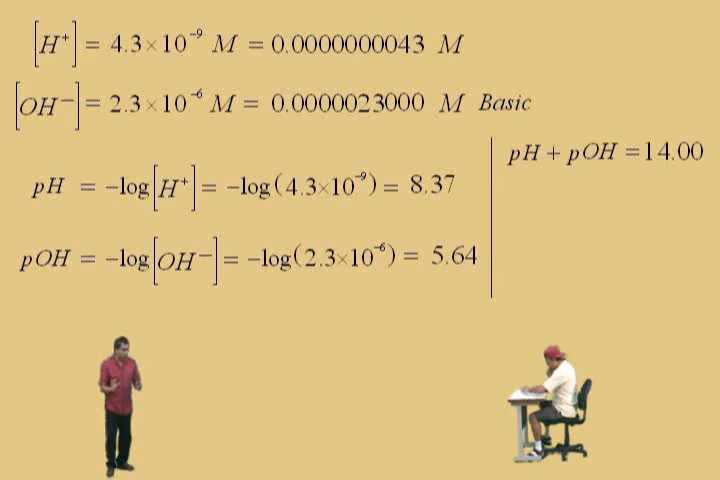 [H⁺] = 4.3×10⁻⁹ M = 0.0000000043 M
[OH⁻] = 2.3×10⁻⁶ M = 0.0000023000 M Basic
pH + pOH = 14.00
pH = −log[H⁺] = −log(4.3×10⁻⁹) = 8.37
pOH = −log[OH⁻] = −log(2.3×10⁻⁶) = 5.64